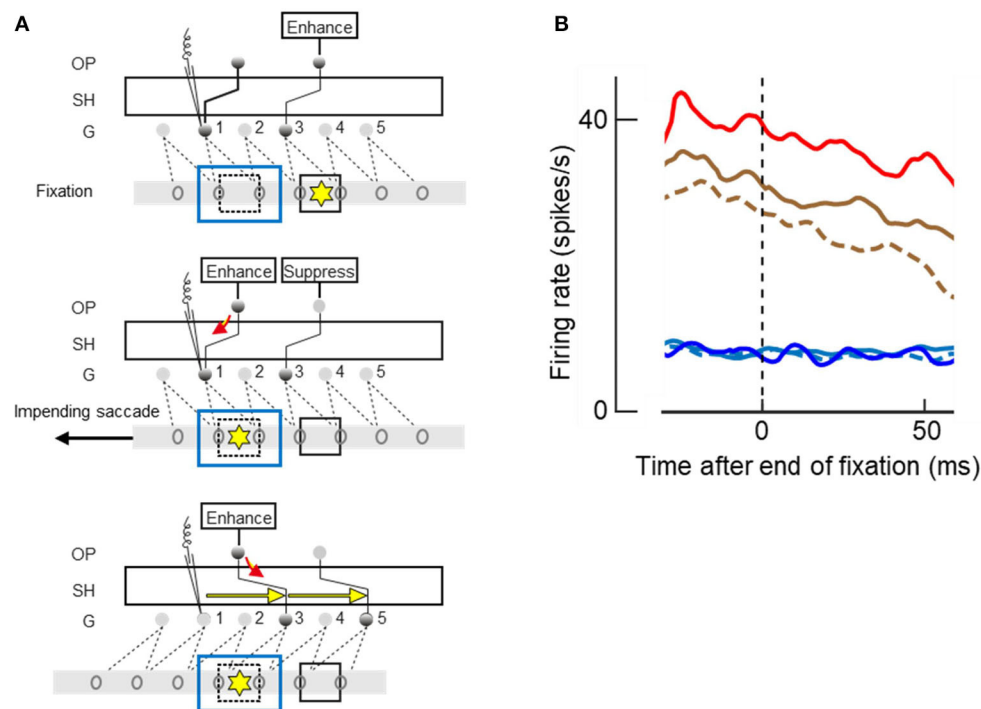 A
Enhance
OP
SH
G 1 2 3 4 5
Fixation
Enhance Suppress
OP
SH
G 1 2 3 4 5
Impending saccade
Enhance
OP
SH
G 1 2 3 4 5
B
Firing rate (spikes/s)
40
0
0 50
Time after end of fixation (ms)